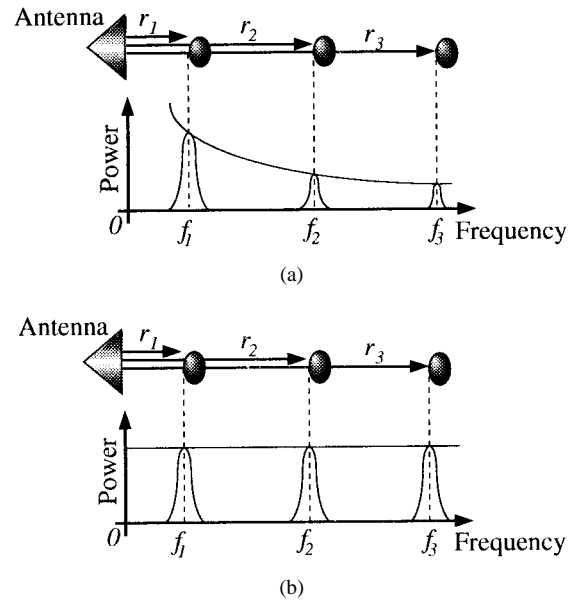 Antenna
r1
r2
r3
Power
0
f1
f2
f3
Frequency
(a)
Antenna
r1
r2
r3
Power
0
f1
f2
f3
Frequency
(b)